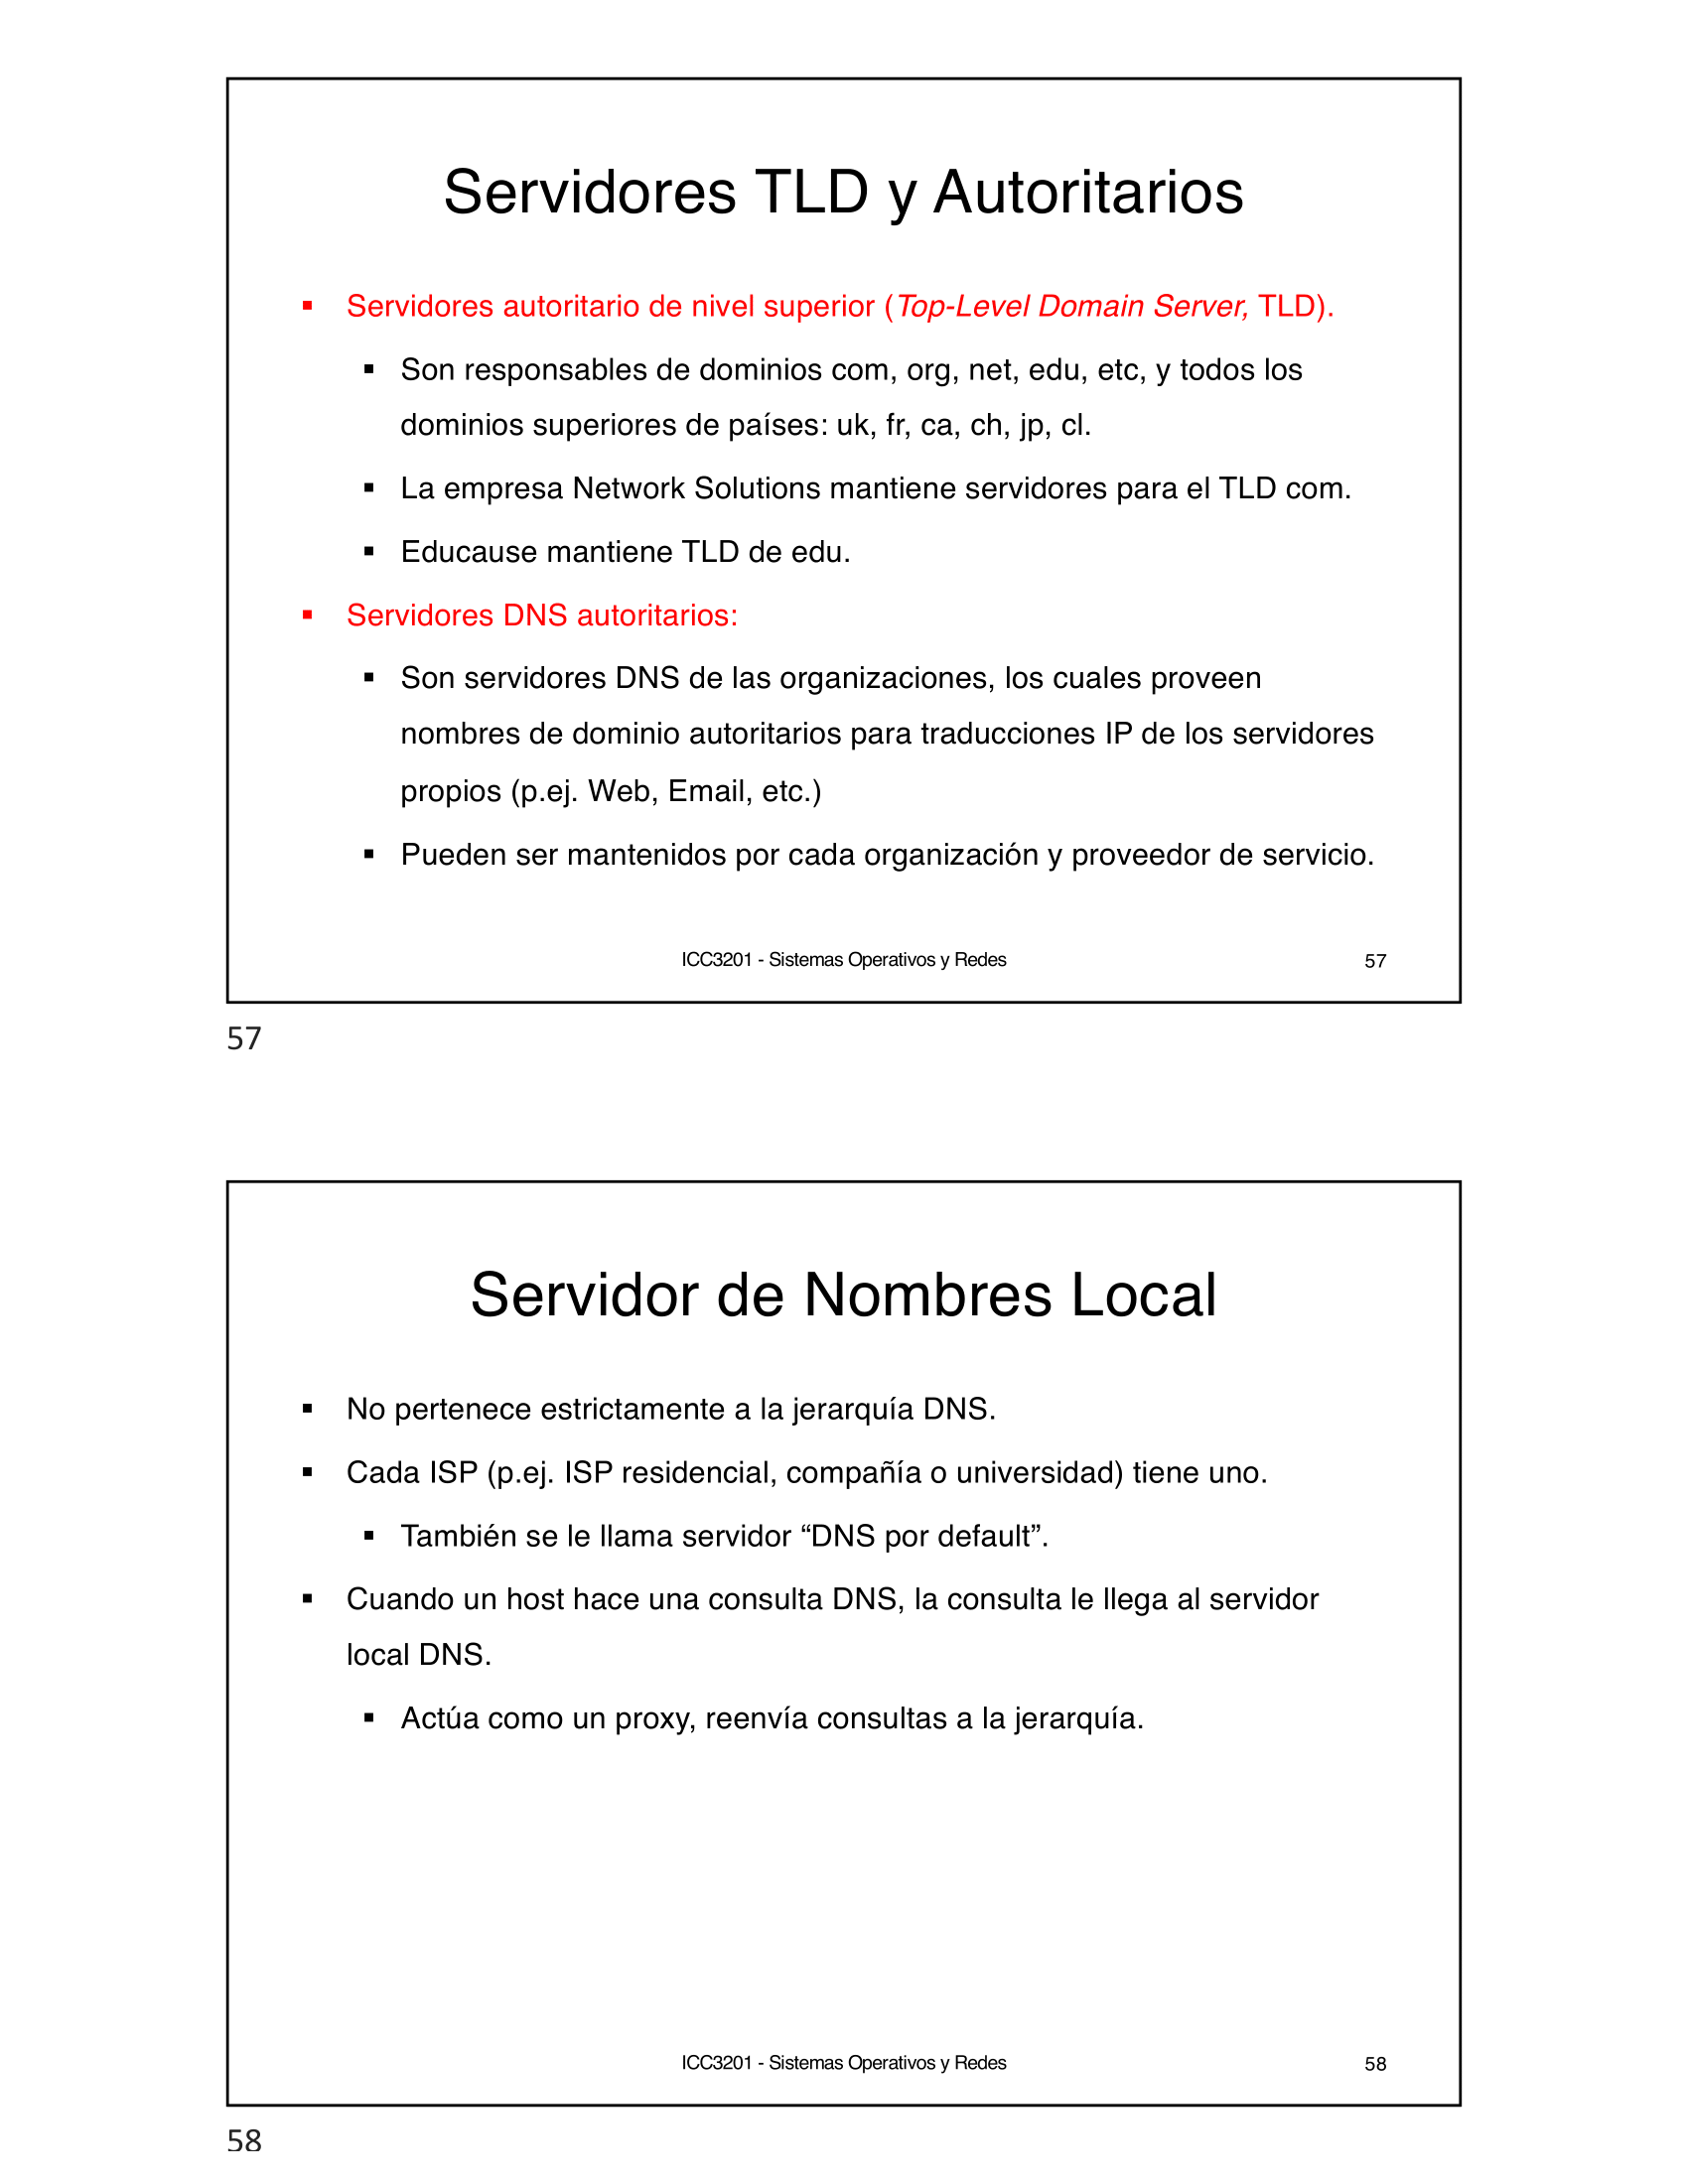 Servidores TLD y Autoritarios
▪ Servidores autoritario de nivel superior (Top-Level Domain Server, TLD).
▪ Son responsables de dominios com, org, net, edu, etc, y todos los
dominios superiores de países: uk, fr, ca, ch, jp, cl.
▪ La empresa Network Solutions mantiene servidores para el TLD com.
▪ Educause mantiene TLD de edu.
▪ Servidores DNS autoritarios:
▪ Son servidores DNS de las organizaciones, los cuales proveen
nombres de dominio autoritarios para traducciones IP de los servidores
propios (p.ej. Web, Email, etc.)
▪ Pueden ser mantenidos por cada organización y proveedor de servicio.
ICC3201 - Sistemas Operativos y Redes 57
57
Servidor de Nombres Local
▪ No pertenece estrictamente a la jerarquía DNS.
▪ Cada ISP (p.ej. ISP residencial, compañía o universidad) tiene uno.
▪ También se le llama servidor “DNS por default”.
▪ Cuando un host hace una consulta DNS, la consulta le llega al servidor
local DNS.
▪ Actúa como un proxy, reenvía consultas a la jerarquía.
ICC3201 - Sistemas Operativos y Redes 58
58